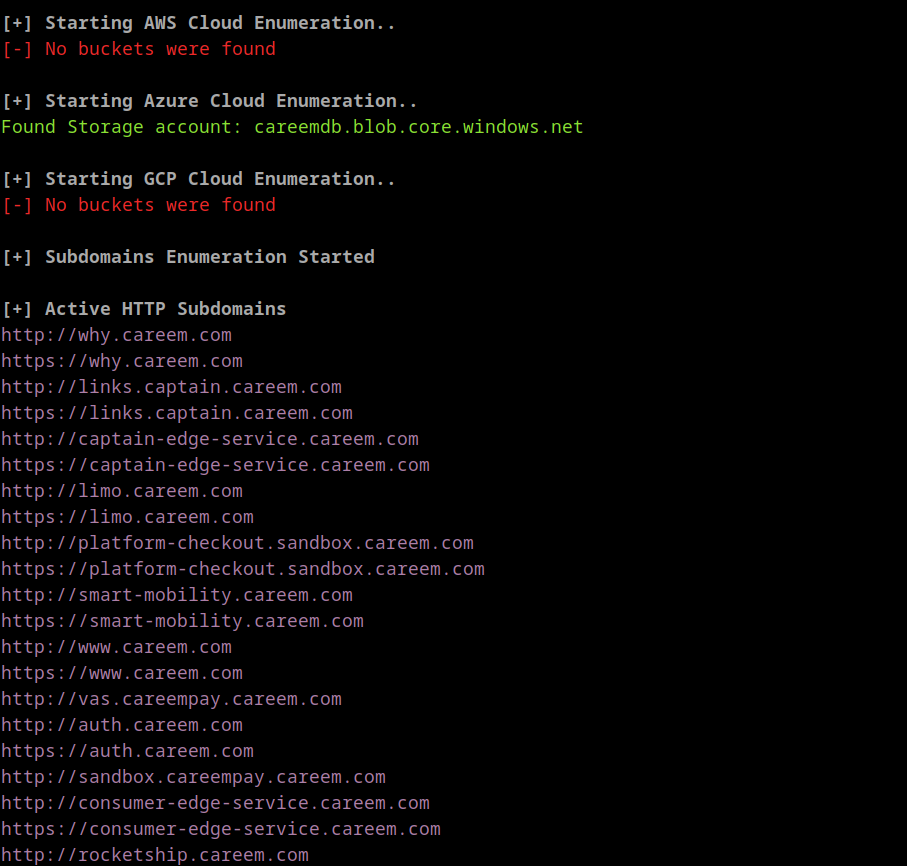 [+] Starting AWS Cloud Enumeration..
[-] No buckets were found
[+] Starting Azure Cloud Enumeration..
Found Storage account: careemdb.blob.core.windows.net
[+] Starting GCP Cloud Enumeration..
[-] No buckets were found
[+] Subdomains Enumeration Started
[+] Active HTTP Subdomains
http://why.careem.com
https://why.careem.com
http://links.captain.careem.com
https://links.captain.careem.com
http://captain-edge-service.careem.com
https://captain-edge-service.careem.com
http://limo.careem.com
https://limo.careem.com
http://platform-checkout.sandbox.careem.com
https://platform-checkout.sandbox.careem.com
http://smart-mobility.careem.com
https://smart-mobility.careem.com
http://www.careem.com
https://www.careem.com
http://vas.careempay.careem.com
http://auth.careem.com
https://auth.careem.com
http://sandbox.careempay.careem.com
http://consumer-edge-service.careem.com
https://consumer-edge-service.careem.com
http://rocketship.careem.com